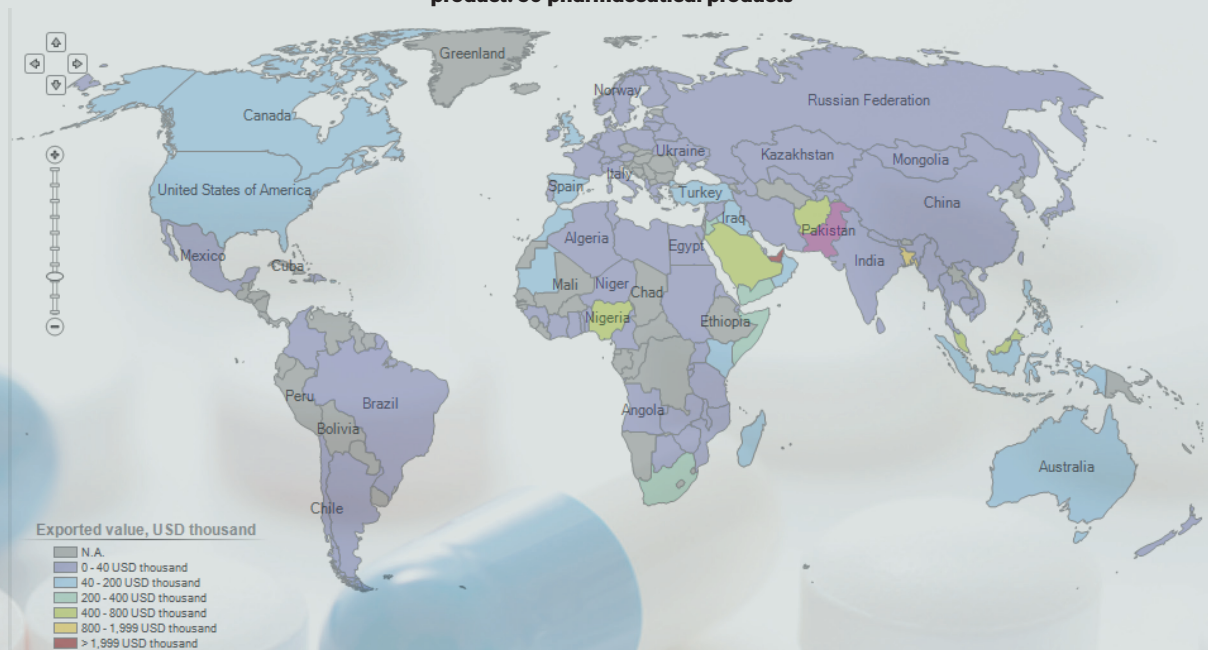 product: 30 pharmaceutical products
Greenland
Canada
Norway
Russian Federation
Ukraine
Kazakhstan
Mongolia
Italy
Spain
Turkey
United States of America
China
Iraq
Pakistan
Algeria
Egypt
Mexico
India
Cuba
Mali
Niger
Chad
Nigeria
Ethiopia
Peru
Brazil
Angola
Bolivia
Australia
Chile
Exported value, USD thousand
N.A.
0 - 40 USD thousand
40 - 200 USD thousand
200 - 400 USD thousand
400 - 800 USD thousand
800 - 1,999 USD thousand
> 1,999 USD thousand